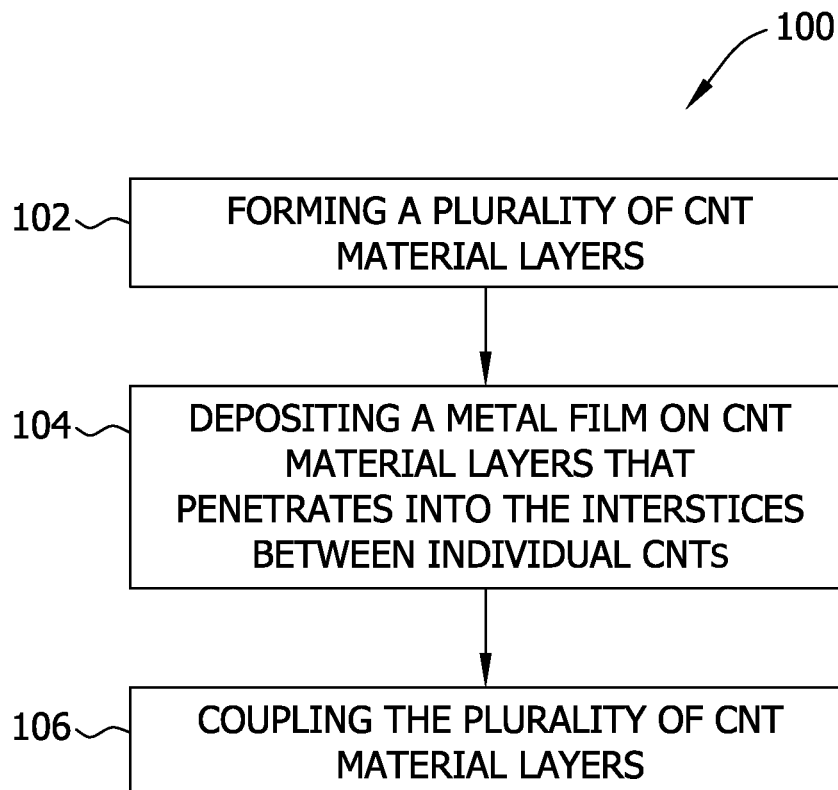 100
102
FORMING A PLURALITY OF CNT
MATERIAL LAYERS
104
DEPOSITING A METAL FILM ON CNT
MATERIAL LAYERS THAT
PENETRATES INTO THE INTERSTICES
BETWEEN INDIVIDUAL CNTs
106
COUPLING THE PLURALITY OF CNT
MATERIAL LAYERS